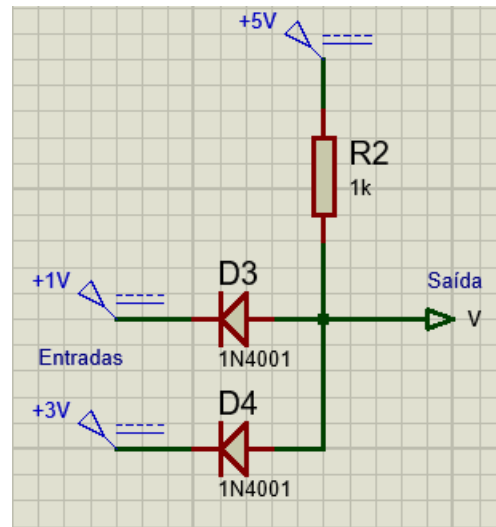 +5V
R2
1k
+1V
D3
Saída
V
1N4001
Entradas
+3V
D4
1N4001